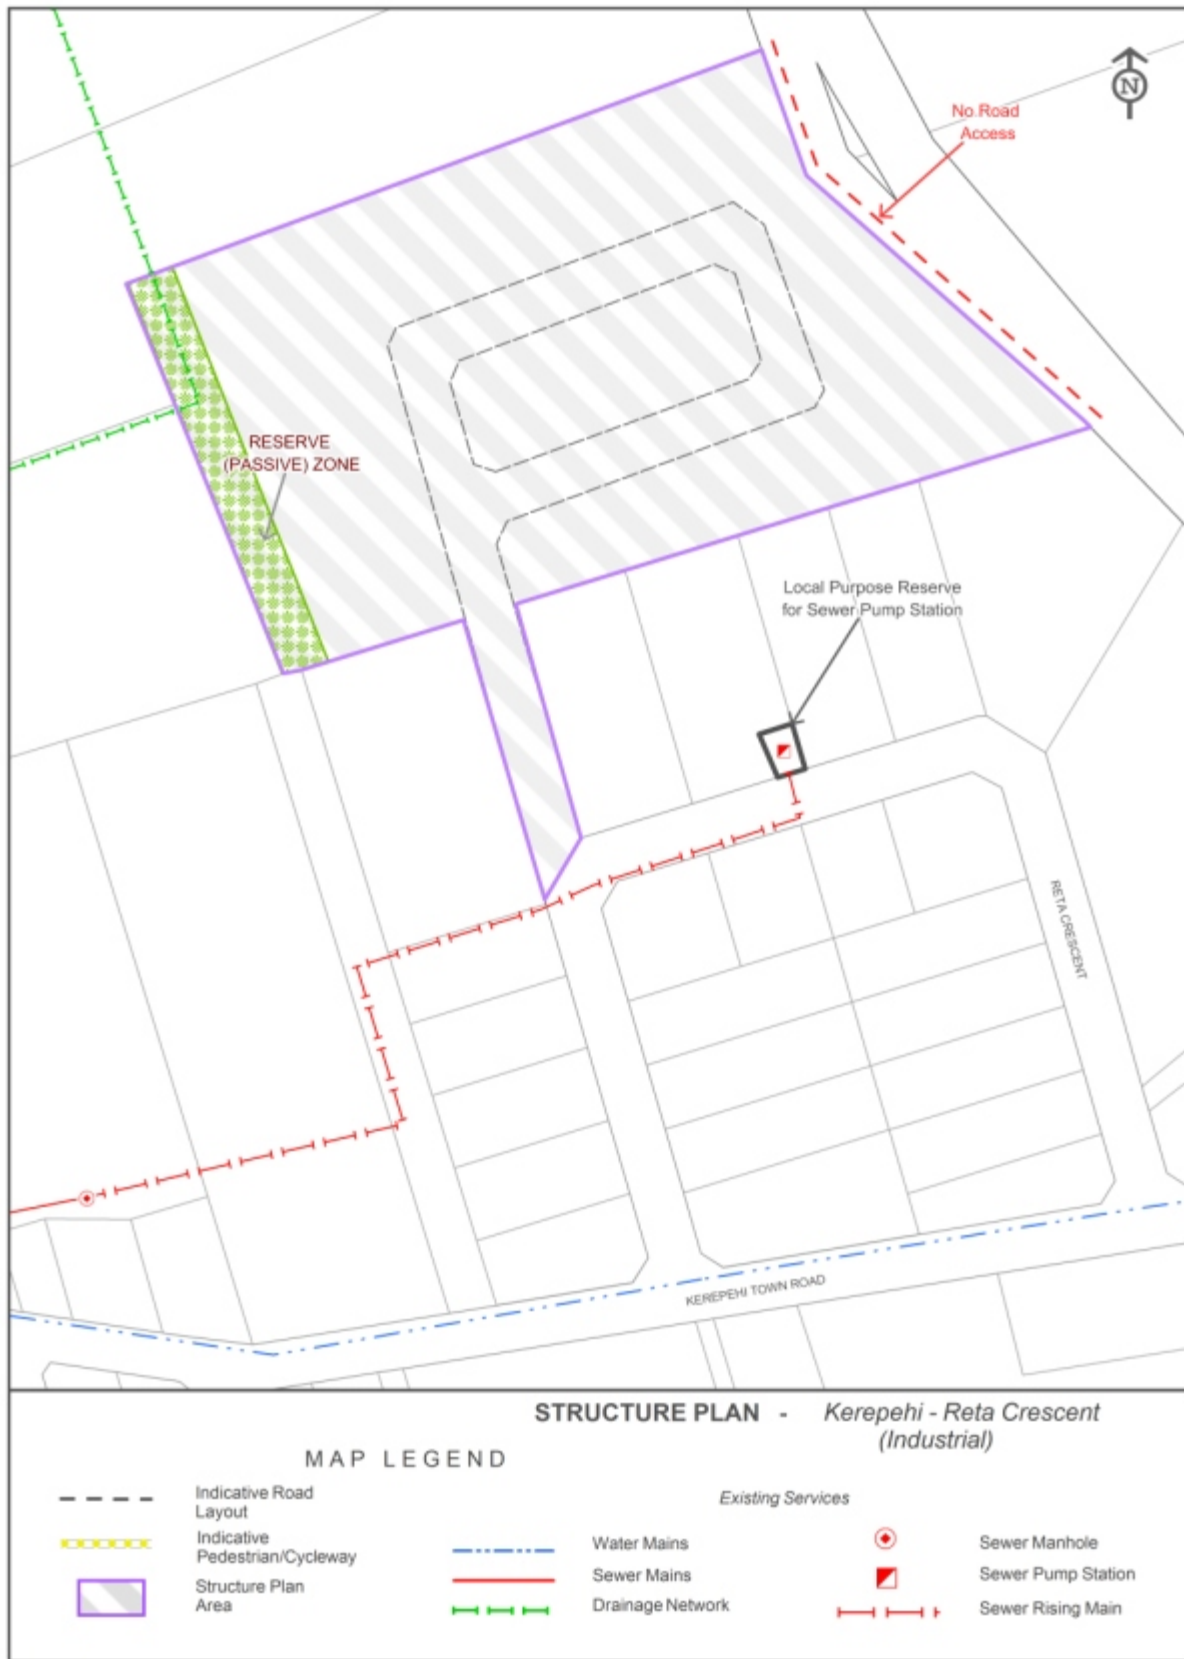 N
No Road
Access
RESERVE
(PASSIVE) ZONE
Local Purpose Reserve
for Sewer Pump Station
RETA CRESCENT
KEREPEHI TOWN ROAD
STRUCTURE PLAN - Kerepehi - Reta Crescent
(Industrial)
MAP LEGEND
Indicative Road
Layout
Indicative
Pedestrian/Cycleway
Structure Plan
Area
Existing Services
Water Mains
Sewer Mains
Drainage Network
Sewer Manhole
Sewer Pump Station
Sewer Rising Main